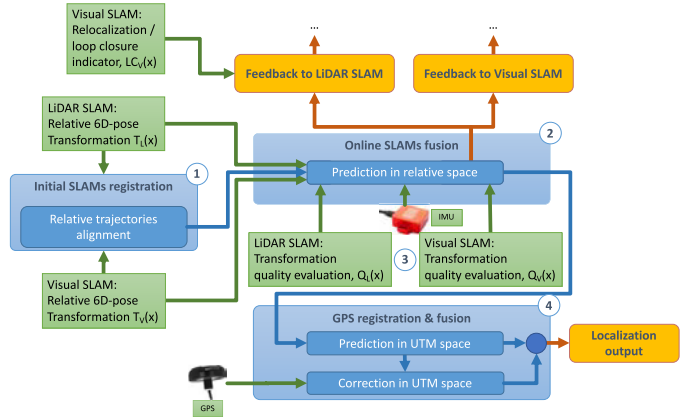 Visual SLAM:
Relocalization /
loop closure
indicator, LCV(x)
...
...
Feedback to LiDAR SLAM
Feedback to Visual SLAM
LiDAR SLAM:
Relative 6D-pose
Transformation TL(x)
Online SLAMs fusion
2
Prediction in relative space
1
Initial SLAMs registration
Relative trajectories
alignment
IMU
LiDAR SLAM:
Transformation
quality evaluation, QL(x)
3
Visual SLAM:
Transformation
quality evaluation, QV(x)
Visual SLAM:
Relative 6D-pose
Transformation TV(x)
4
GPS registration & fusion
Prediction in UTM space
Localization
output
Correction in UTM space
GPS